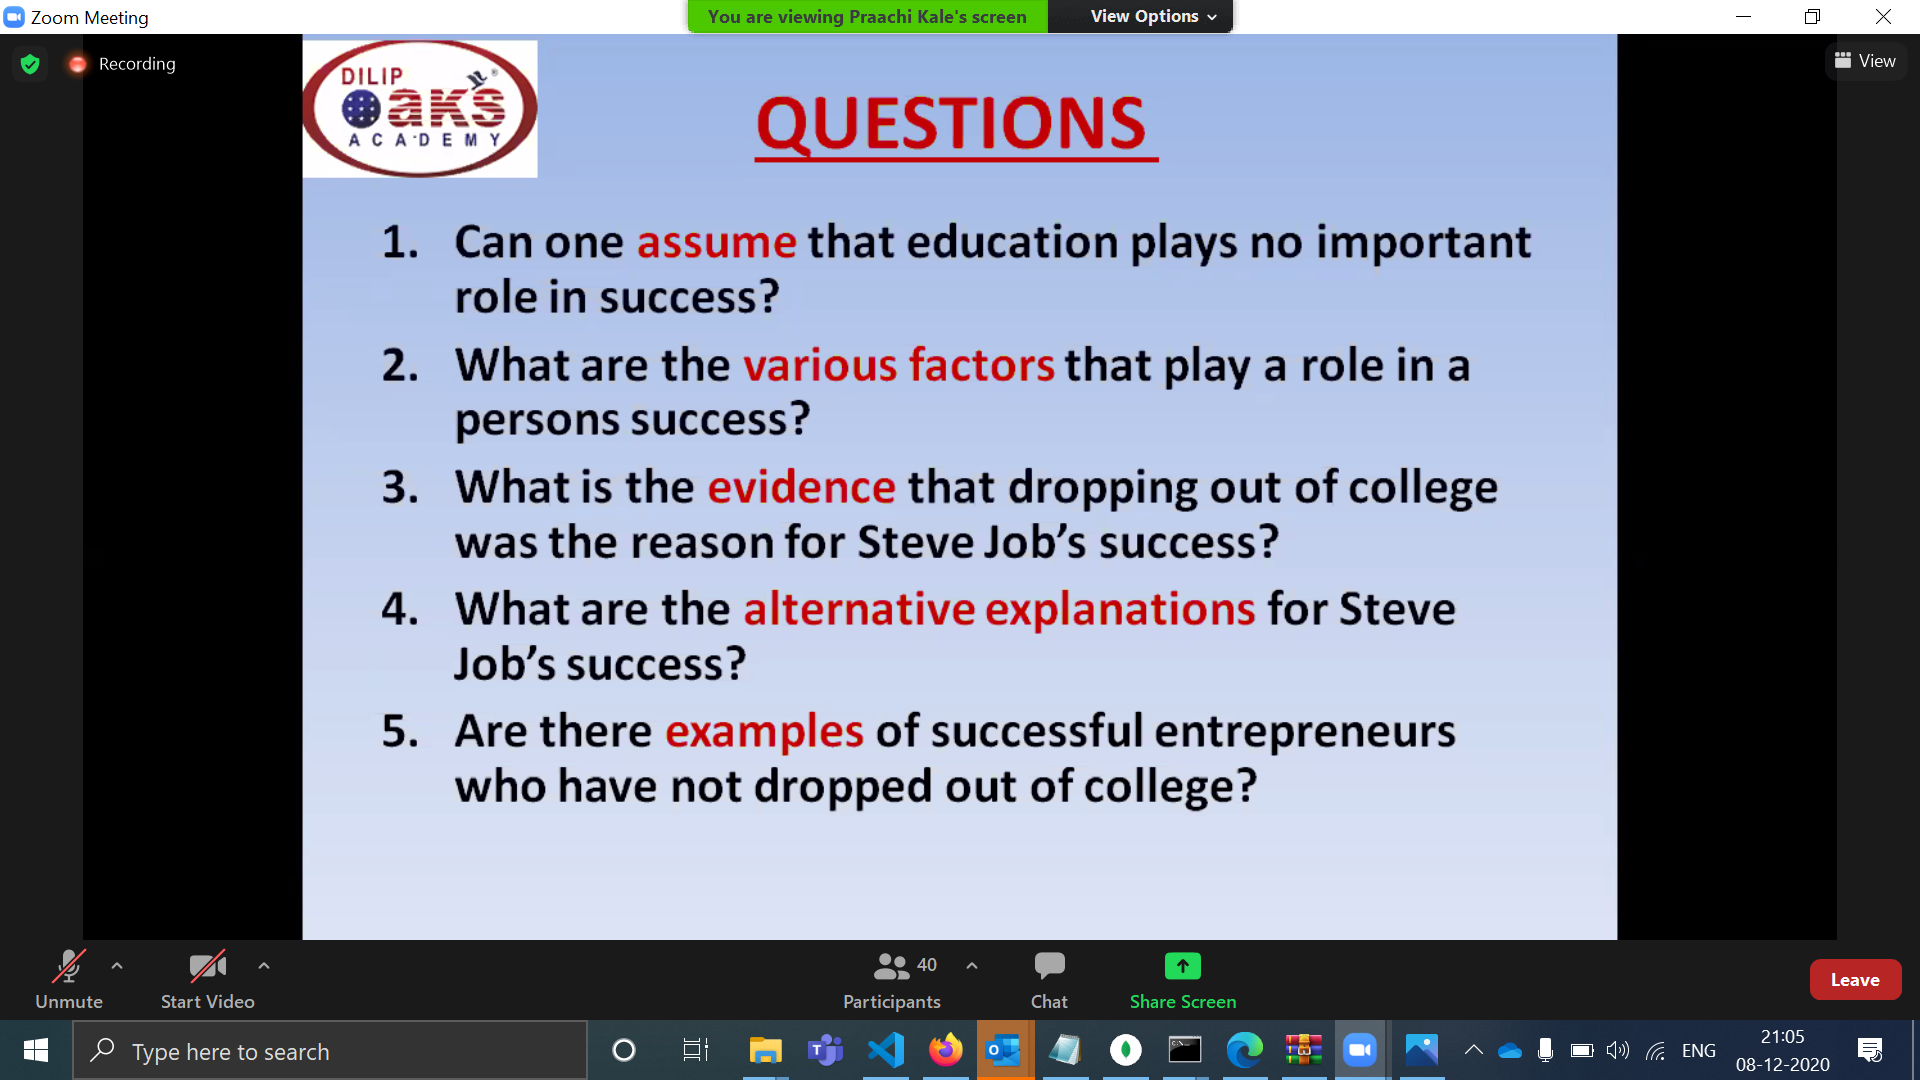 Zoom Meeting
You are viewing Praachi Kale's screen
View Options
Recording
View
DILIP
oaks
ACADEMY
QUESTIONS
1. Can one assume that education plays no important
role in success?
2. What are the various factors that play a role in a
persons success?
3. What is the evidence that dropping out of college
was the reason for Steve Job’s success?
4. What are the alternative explanations for Steve
Job’s success?
5. Are there examples of successful entrepreneurs
who have not dropped out of college?
Unmute
Start Video
40
Participants
Chat
Share Screen
Leave
Type here to search
ENG
21:05
08-12-2020